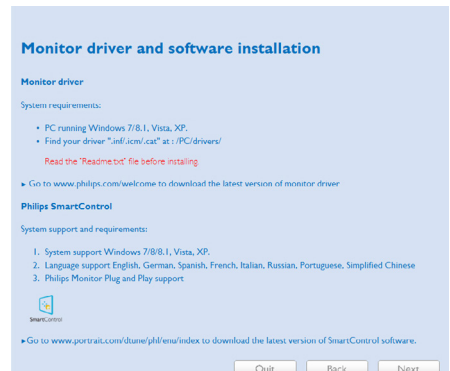 Monitor driver and software installation
Monitor driver
System requirements:
• PC running Windows 7/8.1, Vista, XP.
• Find your driver ".inf/.icm/.cat" at : /PC/drivers/
Read the "Readme.txt" file before installing.
▸ Go to www.philips.com/welcome to download the latest version of monitor driver
Philips SmartControl
System support and requirements:
1. System support Windows 7/8/8.1, Vista, XP.
2. Language support English, German, Spanish, French, Italian, Russian, Portuguese, Simplified Chinese
3. Philips Monitor Plug and Play support
SmartControl
▸Go to www.portrait.com/dtune/phl/enu/index to download the latest version of SmartControl software.
Quit Back Next